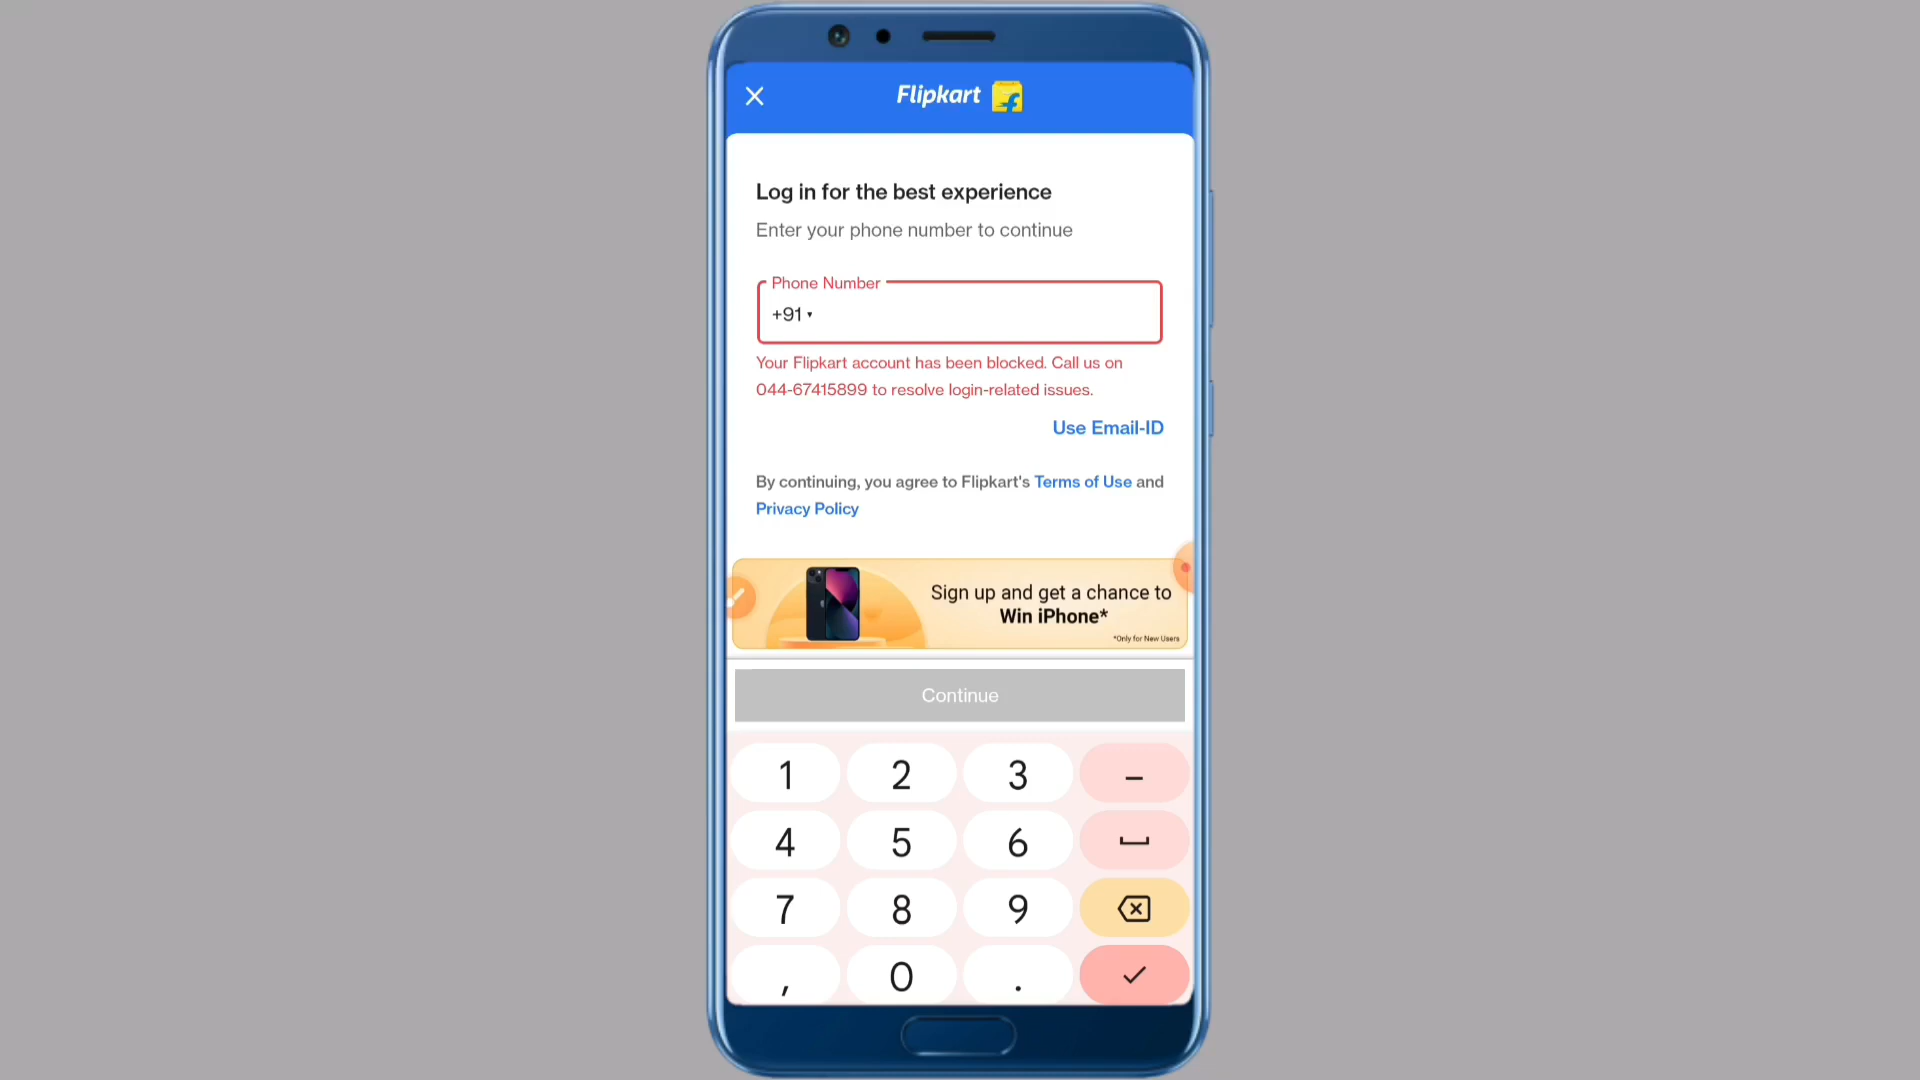 Flipkart
Log in for the best experience
Enter your phone number to continue
Phone Number
+91
Your Flipkart account has been blocked. Call us on
044-67415899 to resolve login-related issues.
Use Email-ID
By continuing, you agree to Flipkart's Terms of Use and
Privacy Policy
Sign up and get a chance to
Win iPhone*
*Only for New Users
Continue
1 2 3 –
4 5 6
7 8 9
, 0 .